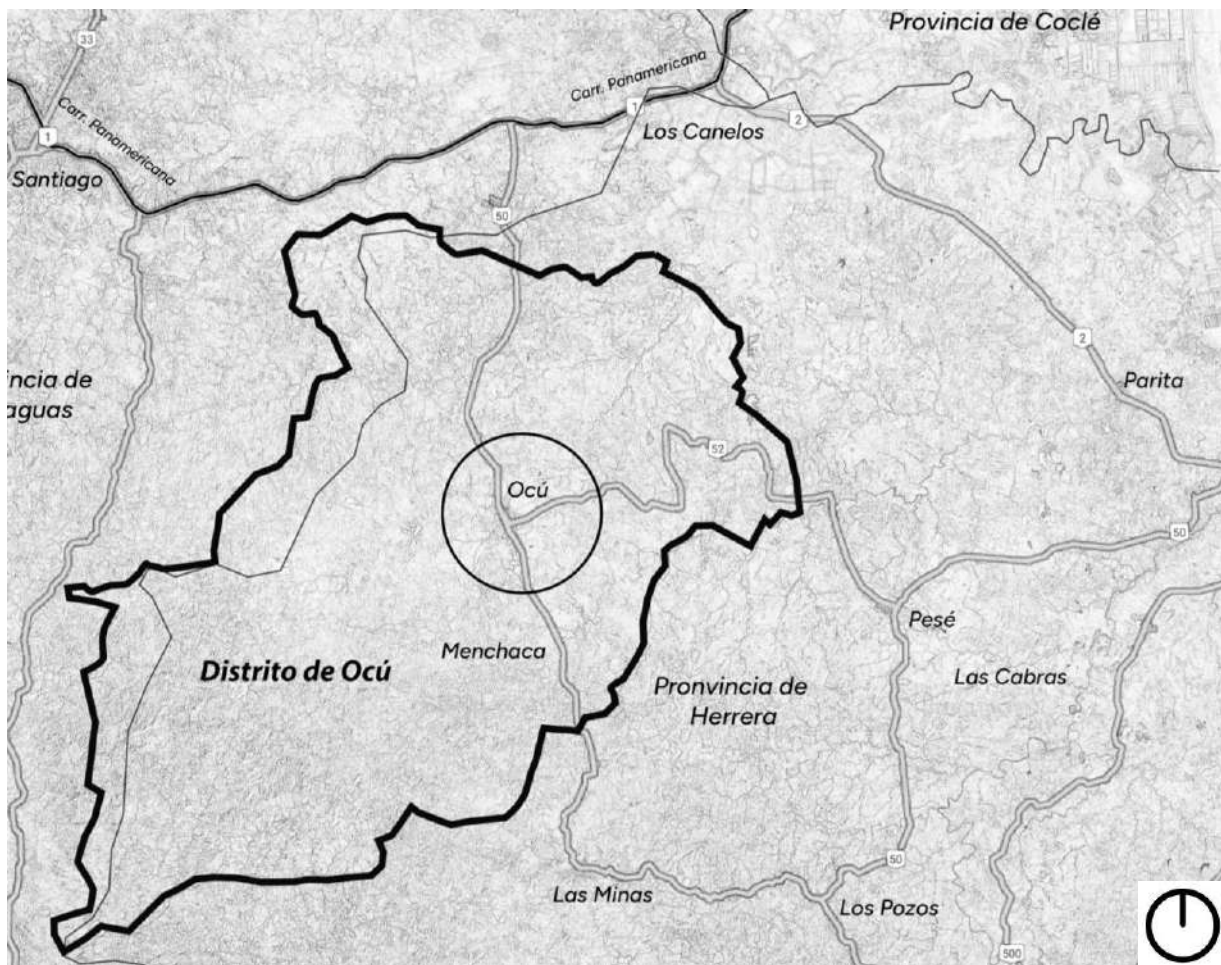 33
Provincia de Coclé
Carr. Panamericana
1
Los Canelos
2
1
Carr. Panamericana
Santiago
50
incia de
aguas
2
Parita
52
Ocú
50
Pesé
Menchaca
Distrito de Ocú
Pronvincia de
Herrera
Las Cabras
50
Las Minas
Los Pozos
500